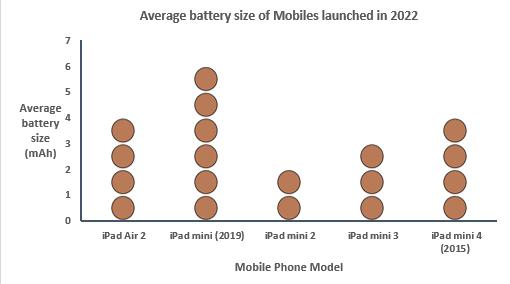 Average battery size of Mobiles launched in 2022
7
6
5
4
3
2
1
0
Average
battery
size
(mAh)
iPad Air 2
iPad mini (2019)
iPad mini 2
iPad mini 3
iPad mini 4
(2015)
Mobile Phone Model